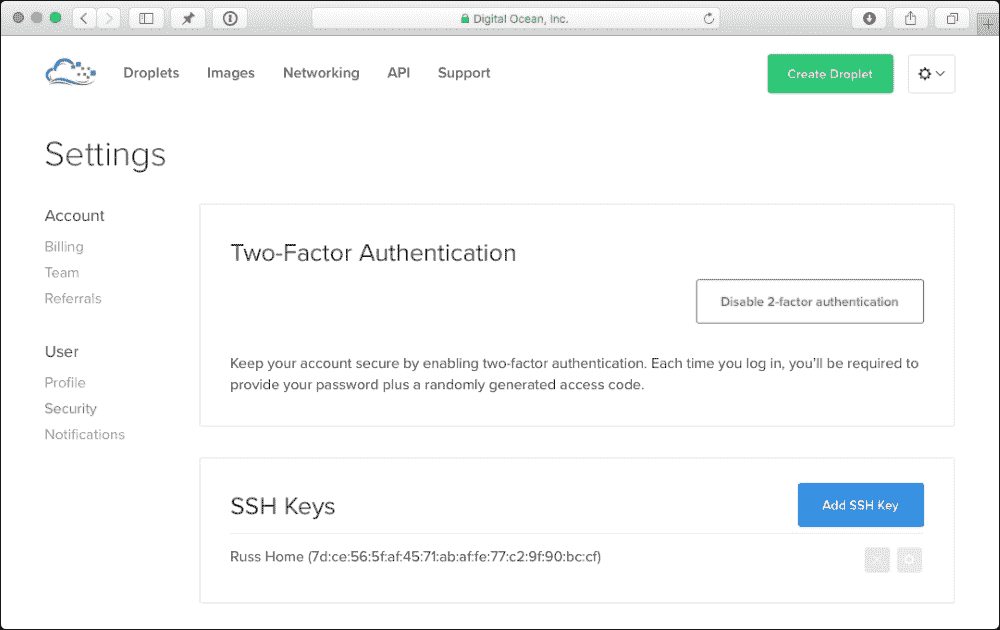 Digital Ocean, Inc.
Droplets Images Networking API Support Create Droplet
Settings
Account
Billing
Team
Referrals
User
Profile
Security
Notifications
Two-Factor Authentication
Disable 2-factor authentication
Keep your account secure by enabling two-factor authentication. Each time you log in, you'll be required to
provide your password plus a randomly generated access code.
SSH Keys
Add SSH Key
Russ Home (7d:ce:56:5f:af:45:71:ab:af:fe:77:c2:9f:90:bc:cf)